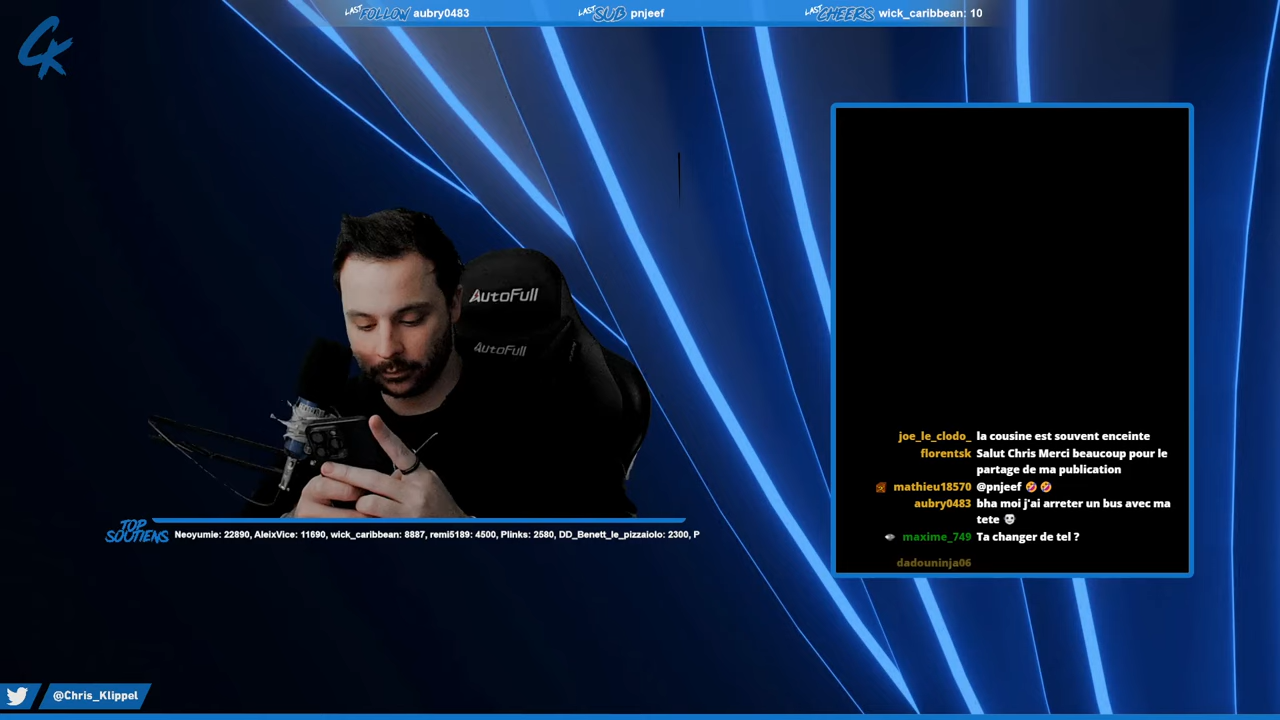 LAST FOLLOW aubry0483
LAST SUB pnjeef
LAST CHEERS wick_caribbean: 10
CK
AutoFull
AutoFull
joe_le_clodo_ la cousine est souvent enceinte
florentsk Salut Chris Merci beaucoup pour le
partage de ma publication
mathieu18570 @pnjeef 🤣 🤣
aubry0483 bha moi j'ai arreter un bus avec ma
tete 💀
maxime_749 Ta changer de tel ?
dadouninja06
TOP
SOUTIENS Neoyumie: 22890, AleixVice: 11690, wick_caribbean: 8887, remi5189: 4500, Plinks: 2580, DD_Benett_le_pizzaiolo: 2300, P
@Chris_Klippel